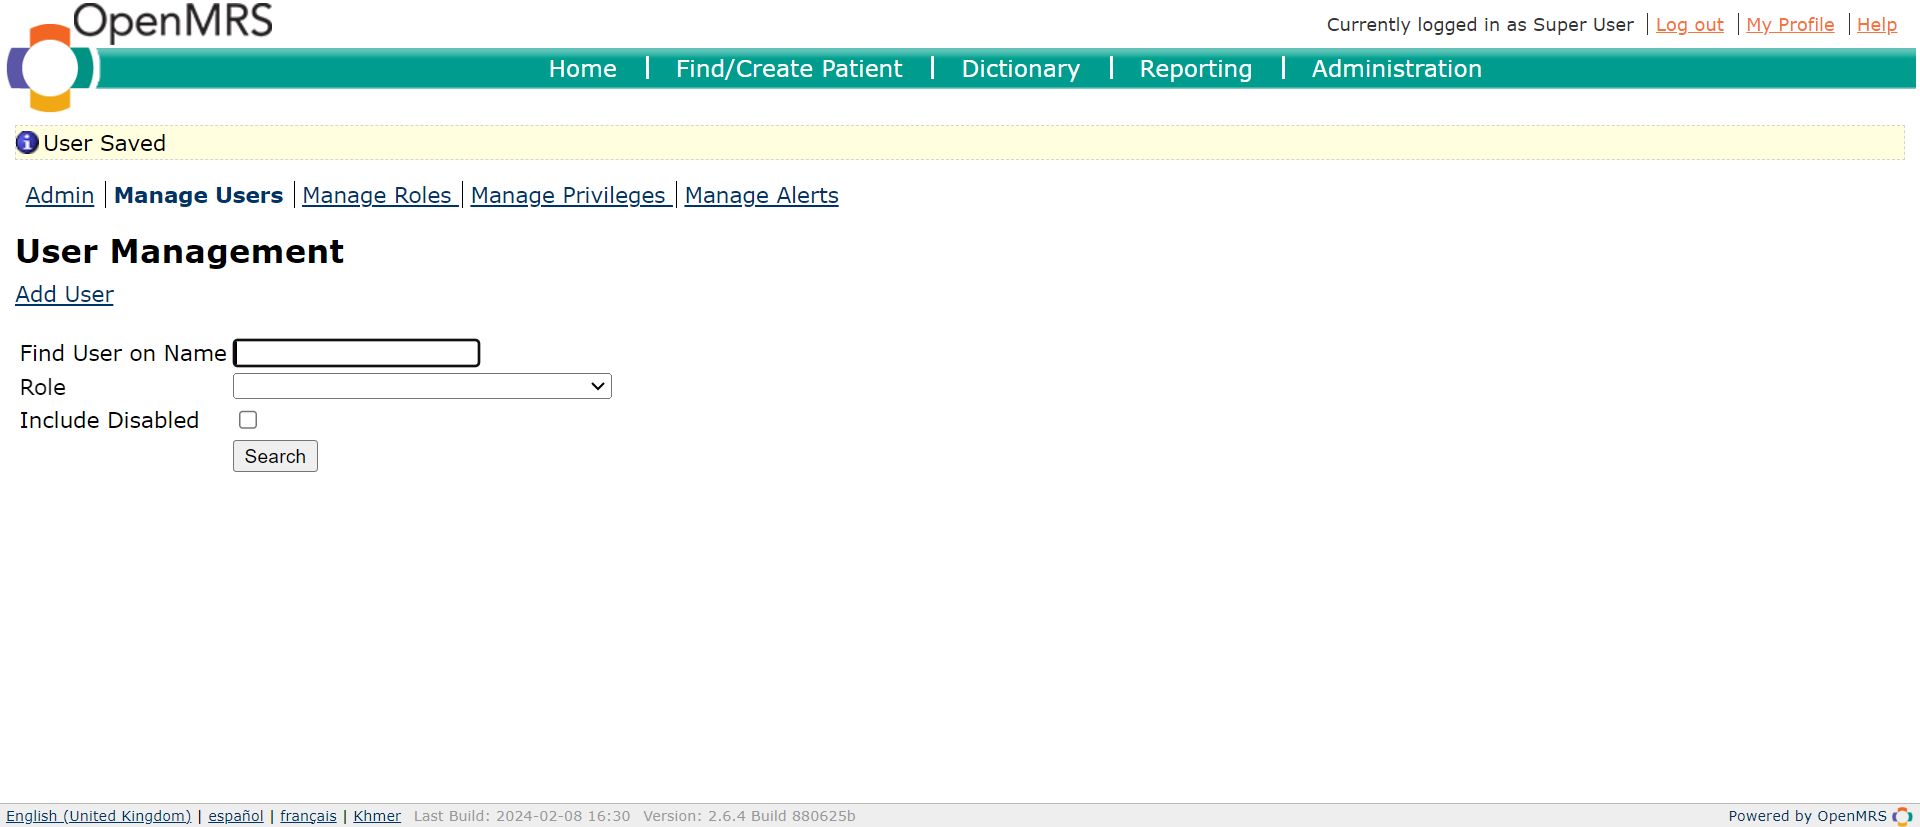 OpenMRS
Currently logged in as Super User | Log out | My Profile | Help
Home | Find/Create Patient | Dictionary | Reporting | Administration
User Saved
Admin | Manage Users | Manage Roles | Manage Privileges | Manage Alerts
User Management
Add User
Find User on Name
Role
Include Disabled
Search
English (United Kingdom) | español | français | Khmer Last Build: 2024-02-08 16:30 Version: 2.6.4 Build 880625b Powered by OpenMRS